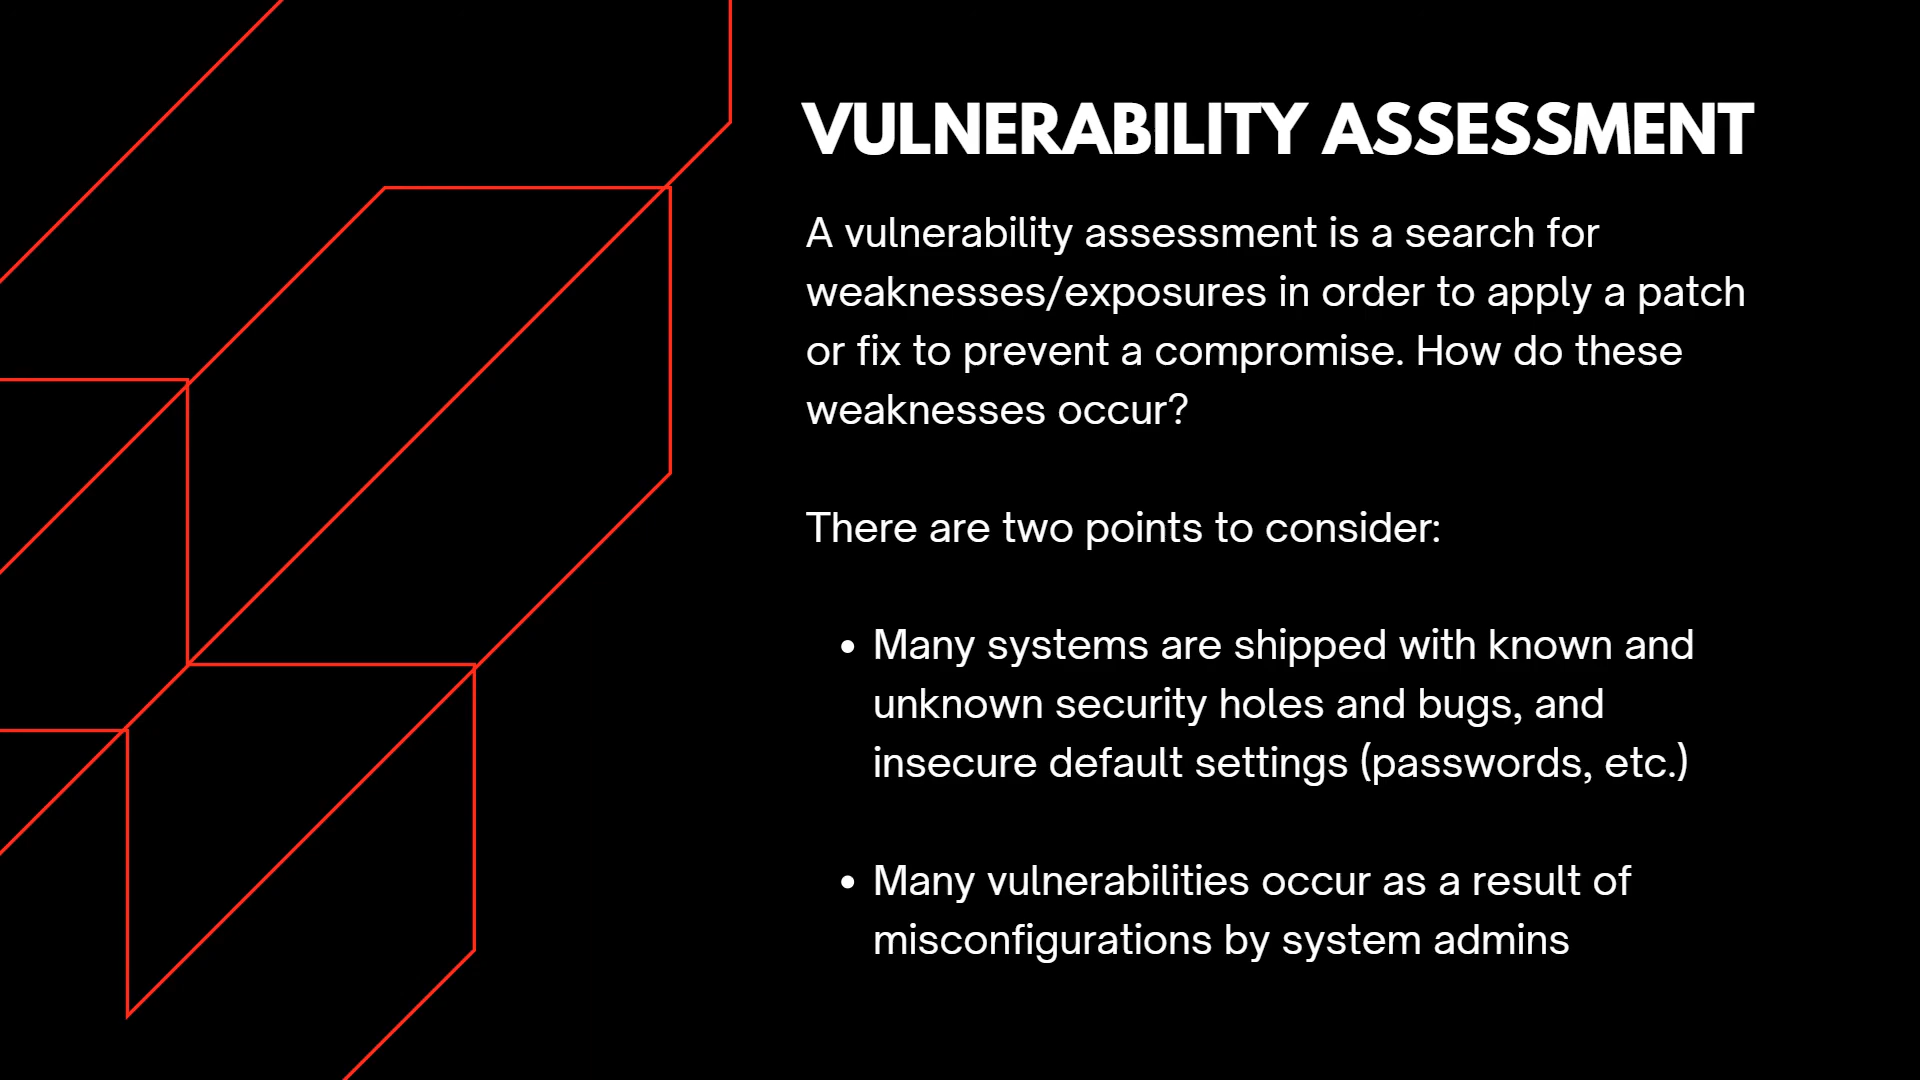 VULNERABILITY ASSESSMENT
A vulnerability assessment is a search for
weaknesses/exposures in order to apply a patch
or fix to prevent a compromise. How do these
weaknesses occur?
There are two points to consider:
• Many systems are shipped with known and
unknown security holes and bugs, and
insecure default settings (passwords, etc.)
• Many vulnerabilities occur as a result of
misconfigurations by system admins